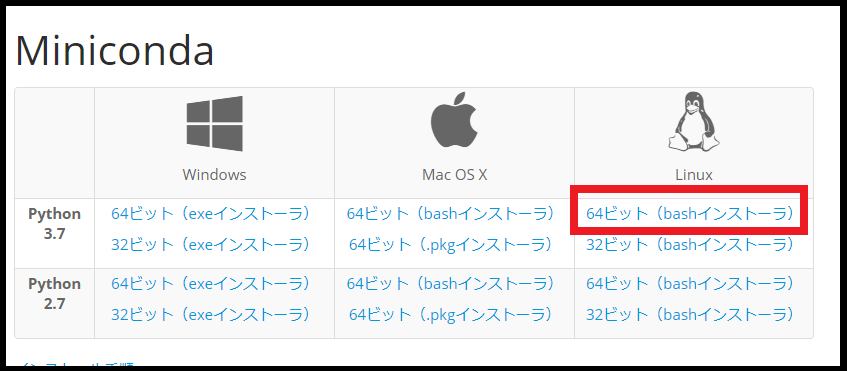 Miniconda
Windows Mac OS X Linux
Python 3.7
64ビット（exeインストーラ） 64ビット（bashインストーラ） 64ビット（bashインストーラ）
32ビット（exeインストーラ） 64ビット（.pkgインストーラ） 32ビット（bashインストーラ）
Python 2.7
64ビット（exeインストーラ） 64ビット（bashインストーラ） 64ビット（bashインストーラ）
32ビット（exeインストーラ） 64ビット（.pkgインストーラ） 32ビット（bashインストーラ）